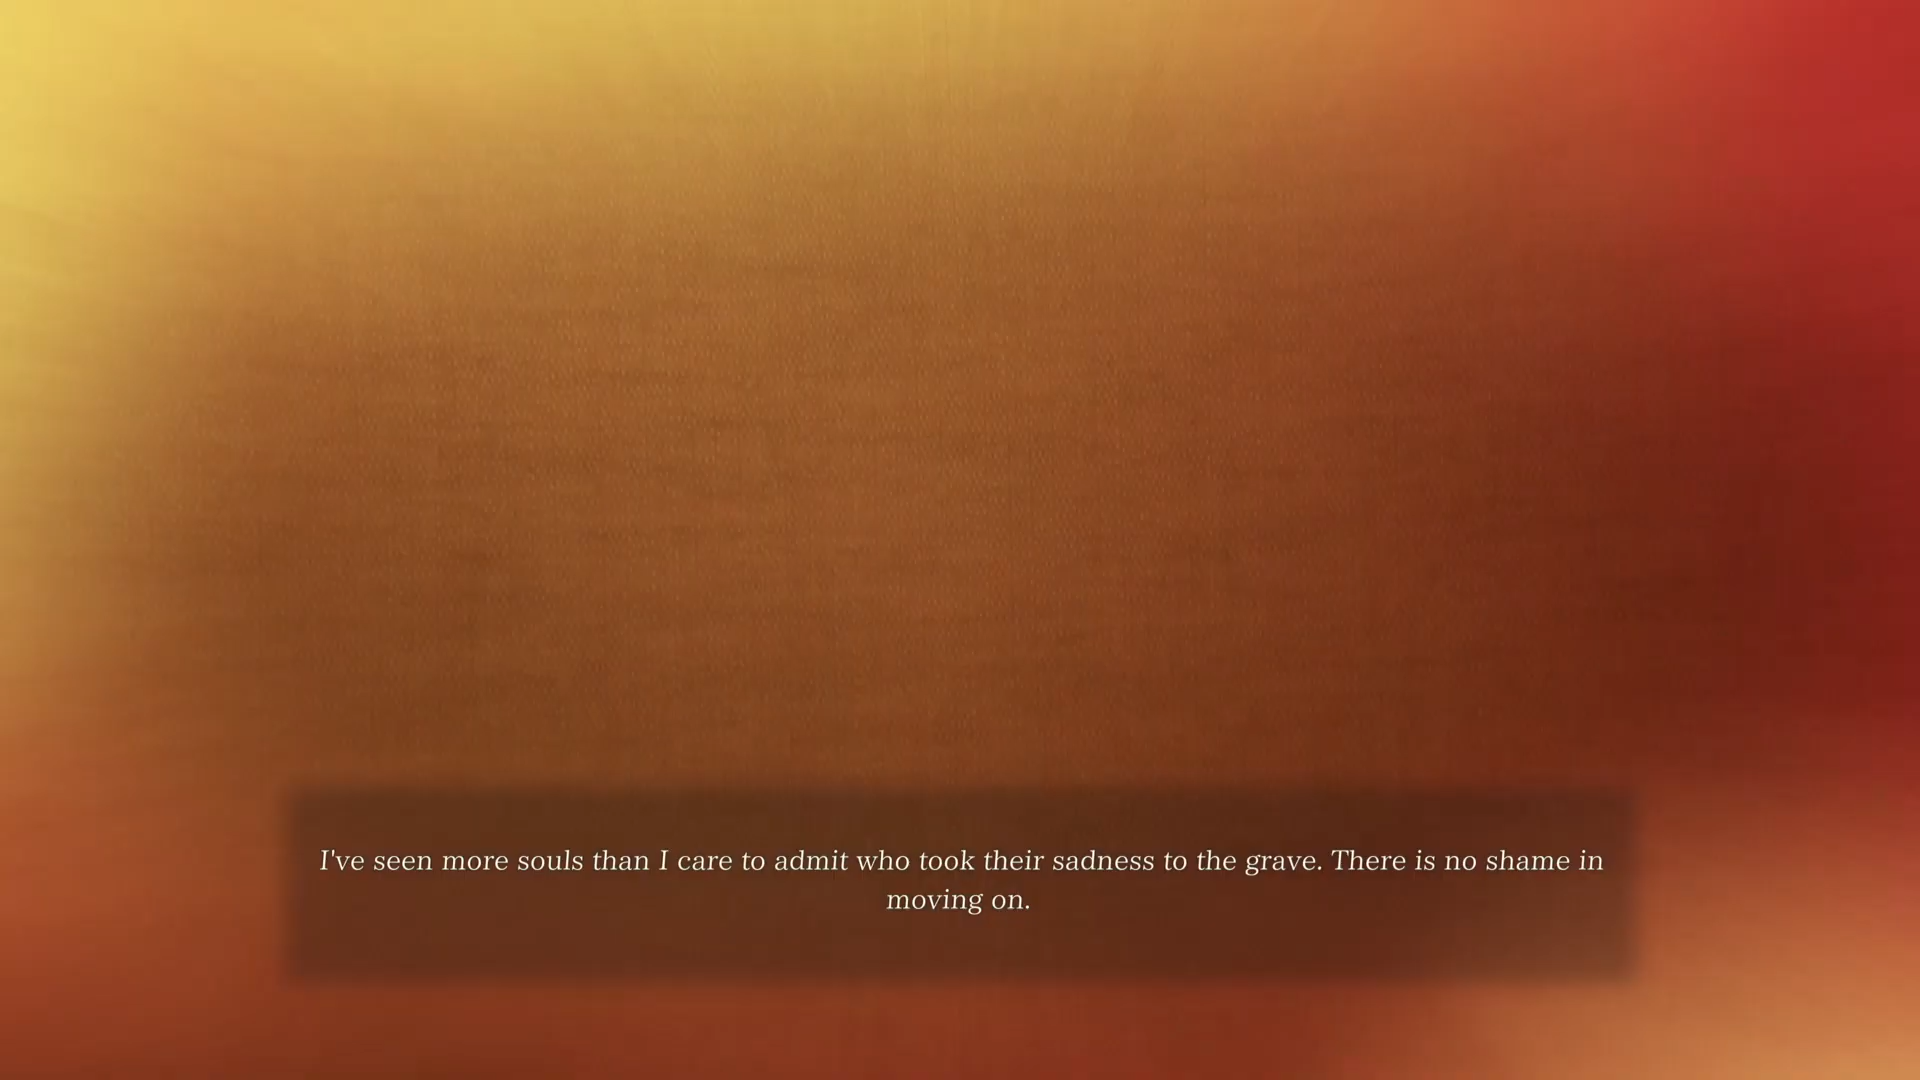 I've seen more souls than I care to admit who took their sadness to the grave. There is no shame in
moving on.